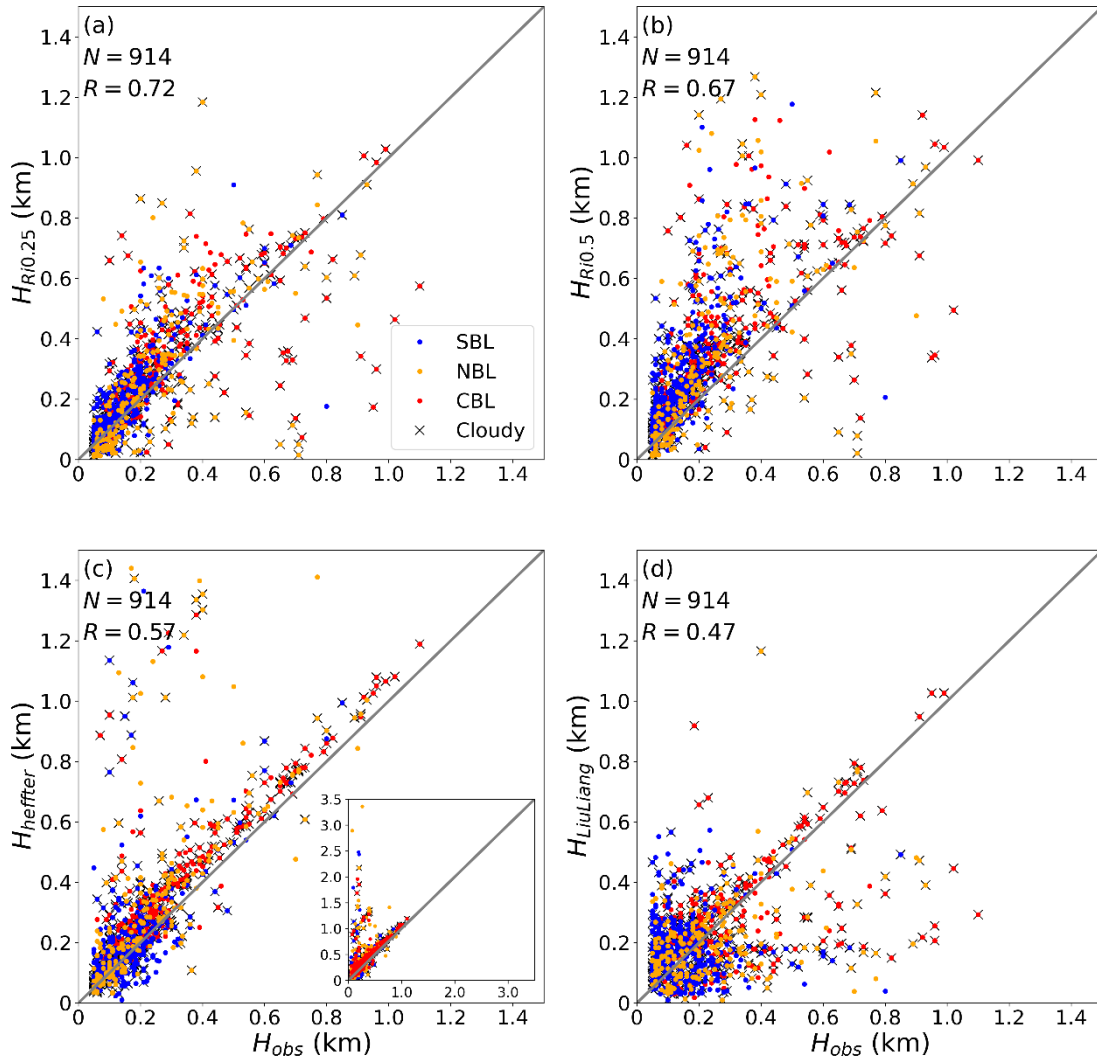 (a)
N = 914
R = 0.72
1.4
1.2
1.0
0.8
0.6
0.4
0.2
0
H_Ri0.25 (km)
0 0.2 0.4 0.6 0.8 1.0 1.2 1.4
SBL
NBL
CBL
Cloudy
(b)
N = 914
R = 0.67
1.4
1.2
1.0
0.8
0.6
0.4
0.2
0
H_Ri0.5 (km)
0 0.2 0.4 0.6 0.8 1.0 1.2 1.4
(c)
N = 914
R = 0.57
1.4
1.2
1.0
0.8
0.6
0.4
0.2
0
H_heffter (km)
0 0.2 0.4 0.6 0.8 1.0 1.2 1.4
H_obs (km)
3.5
3.0
2.5
2.0
1.5
1.0
0.5
0
0 1.0 2.0 3.0
(d)
N = 914
R = 0.47
1.4
1.2
1.0
0.8
0.6
0.4
0.2
0
H_LiuLiang (km)
0 0.2 0.4 0.6 0.8 1.0 1.2 1.4
H_obs (km)